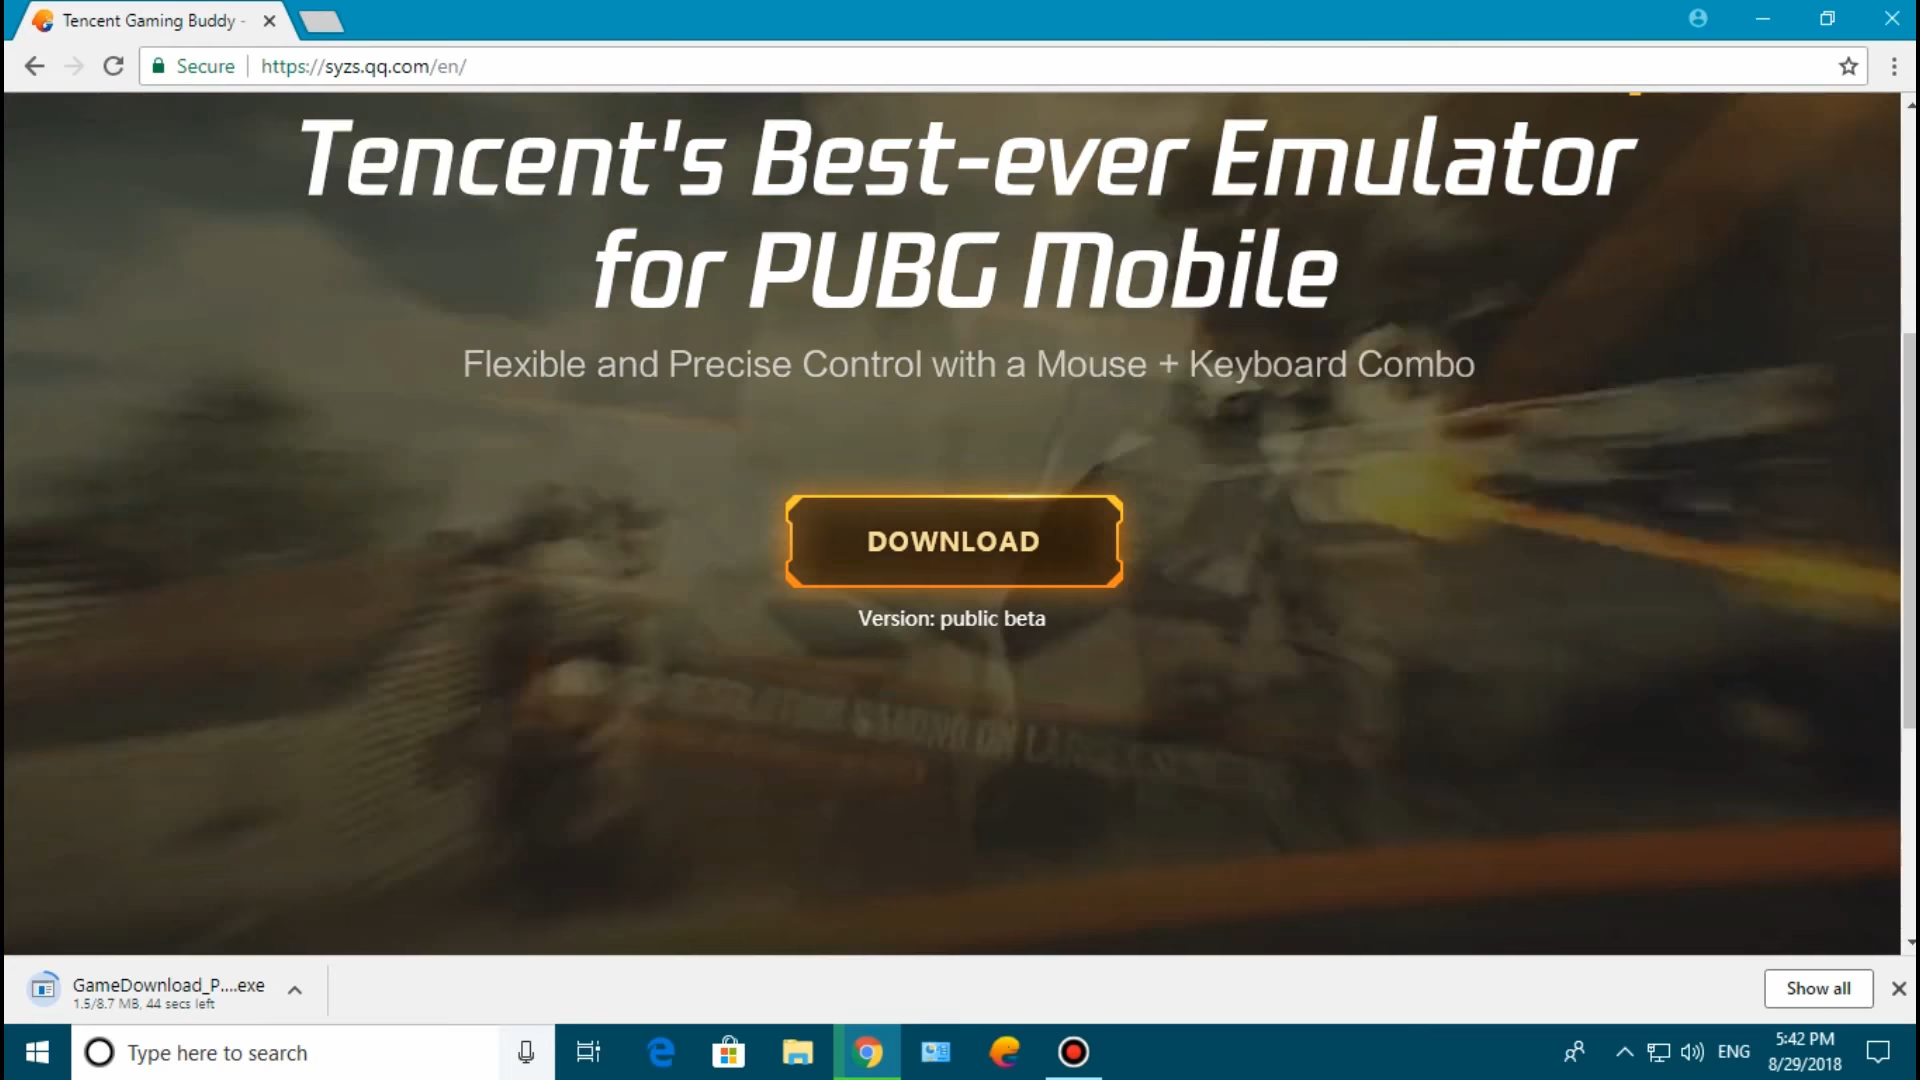 Tencent Gaming Buddy -
Secure
https://syzs.qq.com/en/
Tencent's Best-ever Emulator
for PUBG Mobile
Flexible and Precise Control with a Mouse + Keyboard Combo
DOWNLOAD
Version: public beta
GameDownload_P....exe
1.5/8.7 MB, 44 secs left
Show all
Type here to search
ENG
5:42 PM
8/29/2018